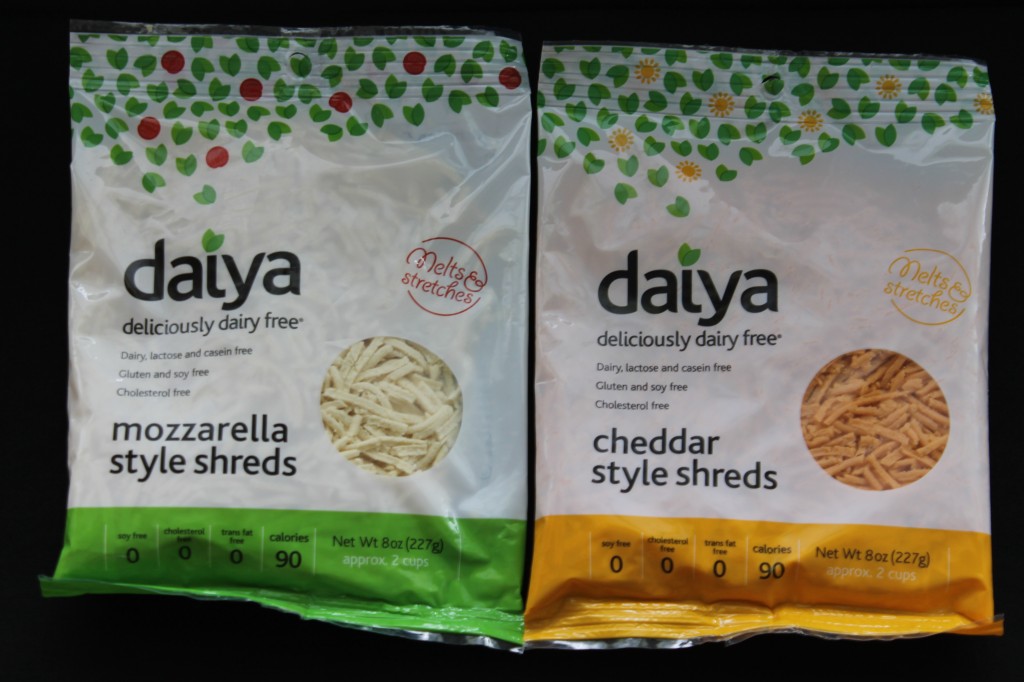 daiya
deliciously dairy free®
Dairy, lactose and casein free
Gluten and soy free
Cholesterol free
Melts &
stretches
mozzarella
style shreds
soy free
0
cholesterol
free
0
trans fat
free
0
calories
90
Net Wt 8oz (227g)
approx. 2 cups
daiya
deliciously dairy free®
Dairy, lactose and casein free
Gluten and soy free
Cholesterol free
Melts &
stretches
cheddar
style shreds
soy free
0
cholesterol
free
0
trans fat
free
0
calories
90
Net Wt 8oz (227g)
approx. 2 cups